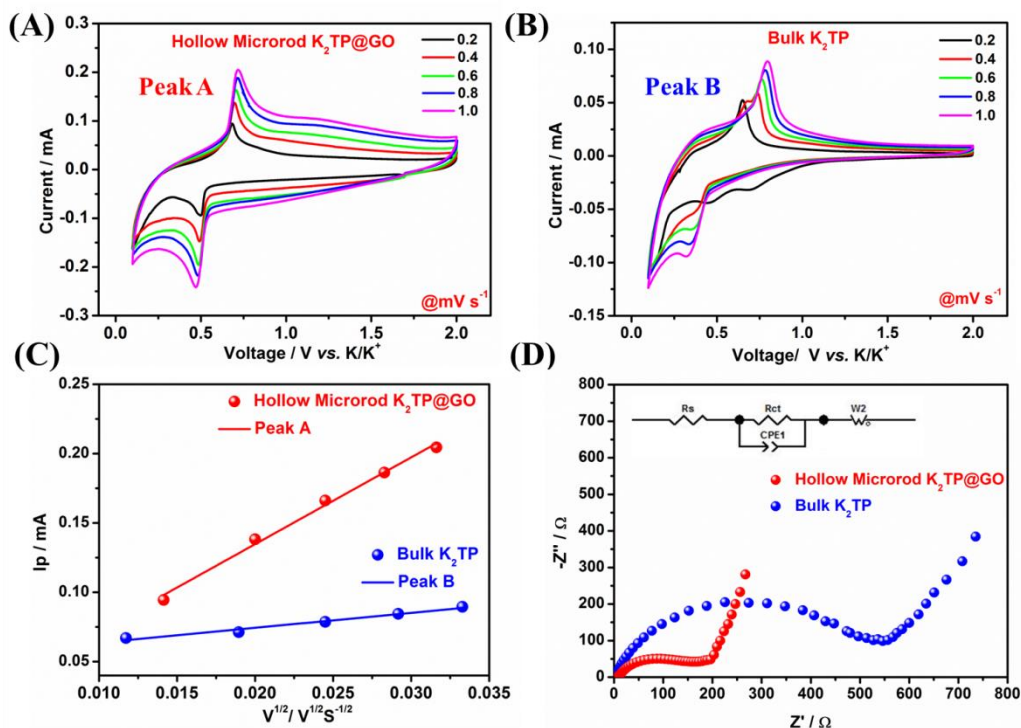 (A)
Hollow Microrod K₂TP@GO
Peak A
0.2
0.4
0.6
0.8
1.0
@mV s⁻¹
0.3
0.2
0.1
0.0
-0.1
-0.2
-0.3
Current / mA
0.0 0.5 1.0 1.5 2.0
Voltage / V vs. K/K⁺
(B)
Bulk K₂TP
Peak B
0.2
0.4
0.6
0.8
1.0
@mV s⁻¹
0.10
0.05
0.00
-0.05
-0.10
-0.15
Current / mA
0.0 0.5 1.0 1.5 2.0
Voltage/ V vs. K/K⁺
(C)
Hollow Microrod K₂TP@GO
Peak A
Bulk K₂TP
Peak B
0.25
0.20
0.15
0.10
0.05
Ip / mA
0.010 0.015 0.020 0.025 0.030 0.035
V¹ᐟ²/ V¹ᐟ²S⁻¹ᐟ²
(D)
Rs Rct W2
CPE1
Hollow Microrod K₂TP@GO
Bulk K₂TP
800
700
600
500
400
300
200
100
0
-Z'' / Ω
0 100 200 300 400 500 600 700 800
Z' / Ω